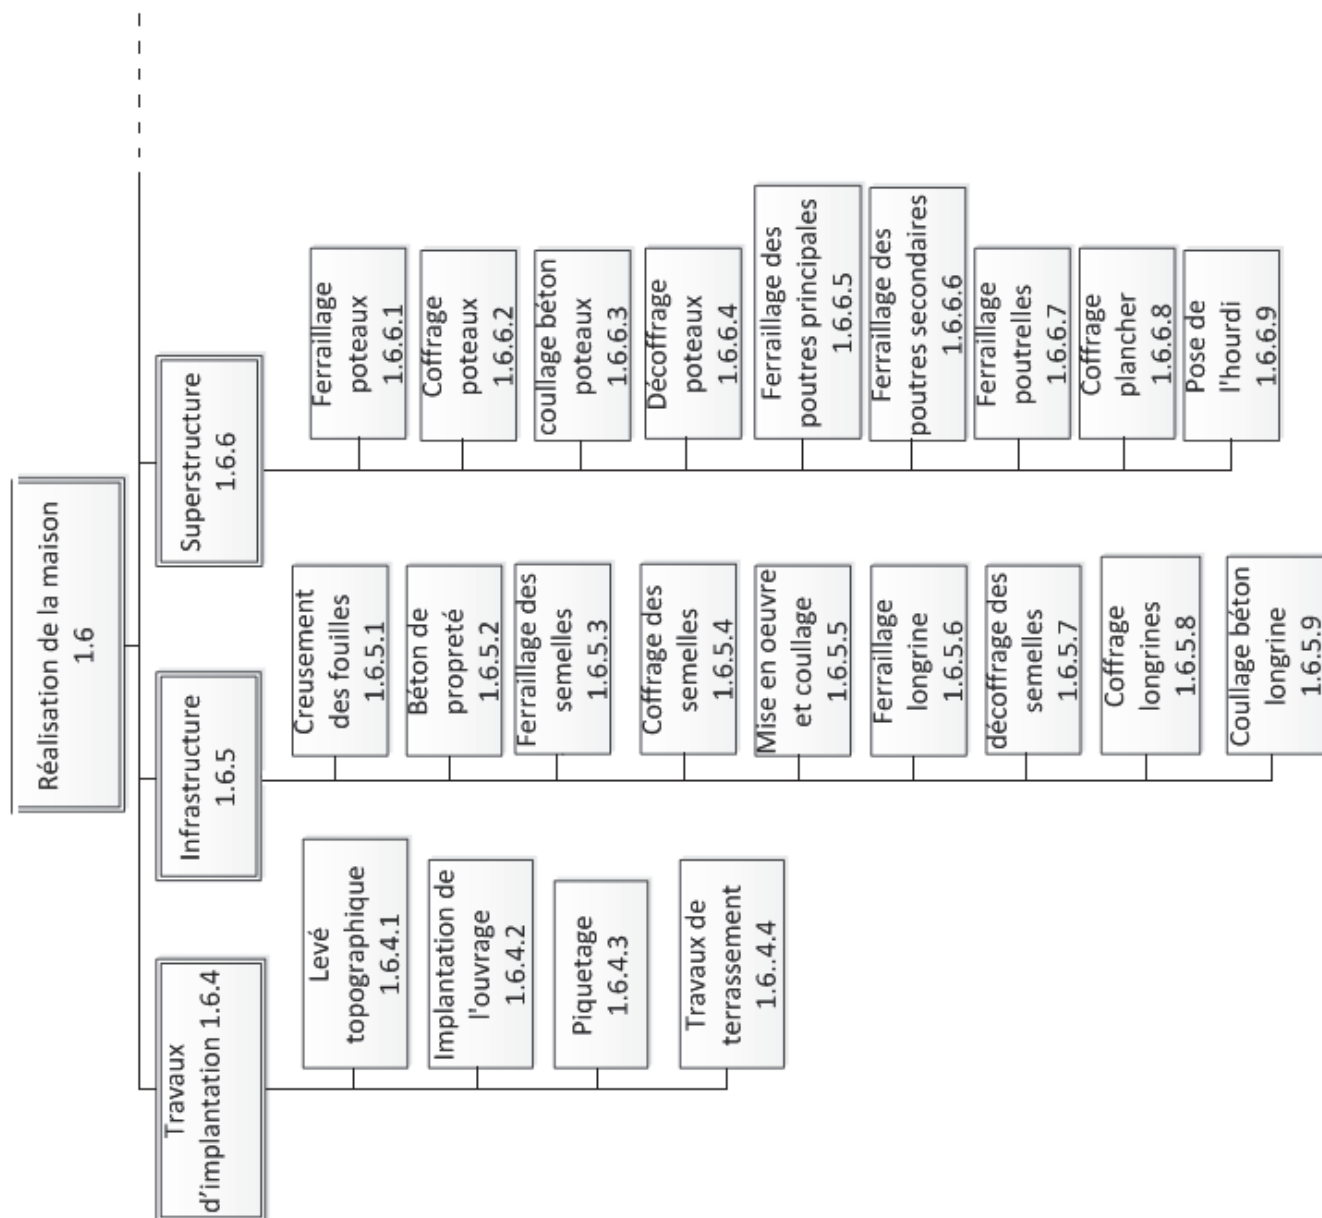 Réalisation de la maison
1.6
Travaux
d'implantation 1.6.4
Levé
topographique
1.6.4.1
Implantation de
l'ouvrage
1.6.4.2
Piquetage
1.6.4.3
Travaux de
terrassement
1.6..4.4
Infrastructure
1.6.5
Creusement
des fouilles
1.6.5.1
Béton de
propreté
1.6.5.2
Ferraillage des
semelles
1.6.5.3
Coffrage des
semelles
1.6.5.4
Mise en oeuvre
et coullage
1.6.5.5
Ferraillage
longrine
1.6.5.6
décoffrage des
semelles
1.6.5.7
Coffrage
longrines
1.6.5.8
Coullage béton
longrine
1.6.5.9
Superstructure
1.6.6
Ferraillage
poteaux
1.6.6.1
Coffrage
poteaux
1.6.6.2
coullage béton
poteaux
1.6.6.3
Décoffrage
poteaux
1.6.6.4
Ferraillage des
poutres principales
1.6.6.5
Ferraillage des
poutres secondaires
1.6.6.6
Ferraillage
poutrelles
1.6.6.7
Coffrage
plancher
1.6.6.8
Pose de
l'hourdi
1.6.6.9